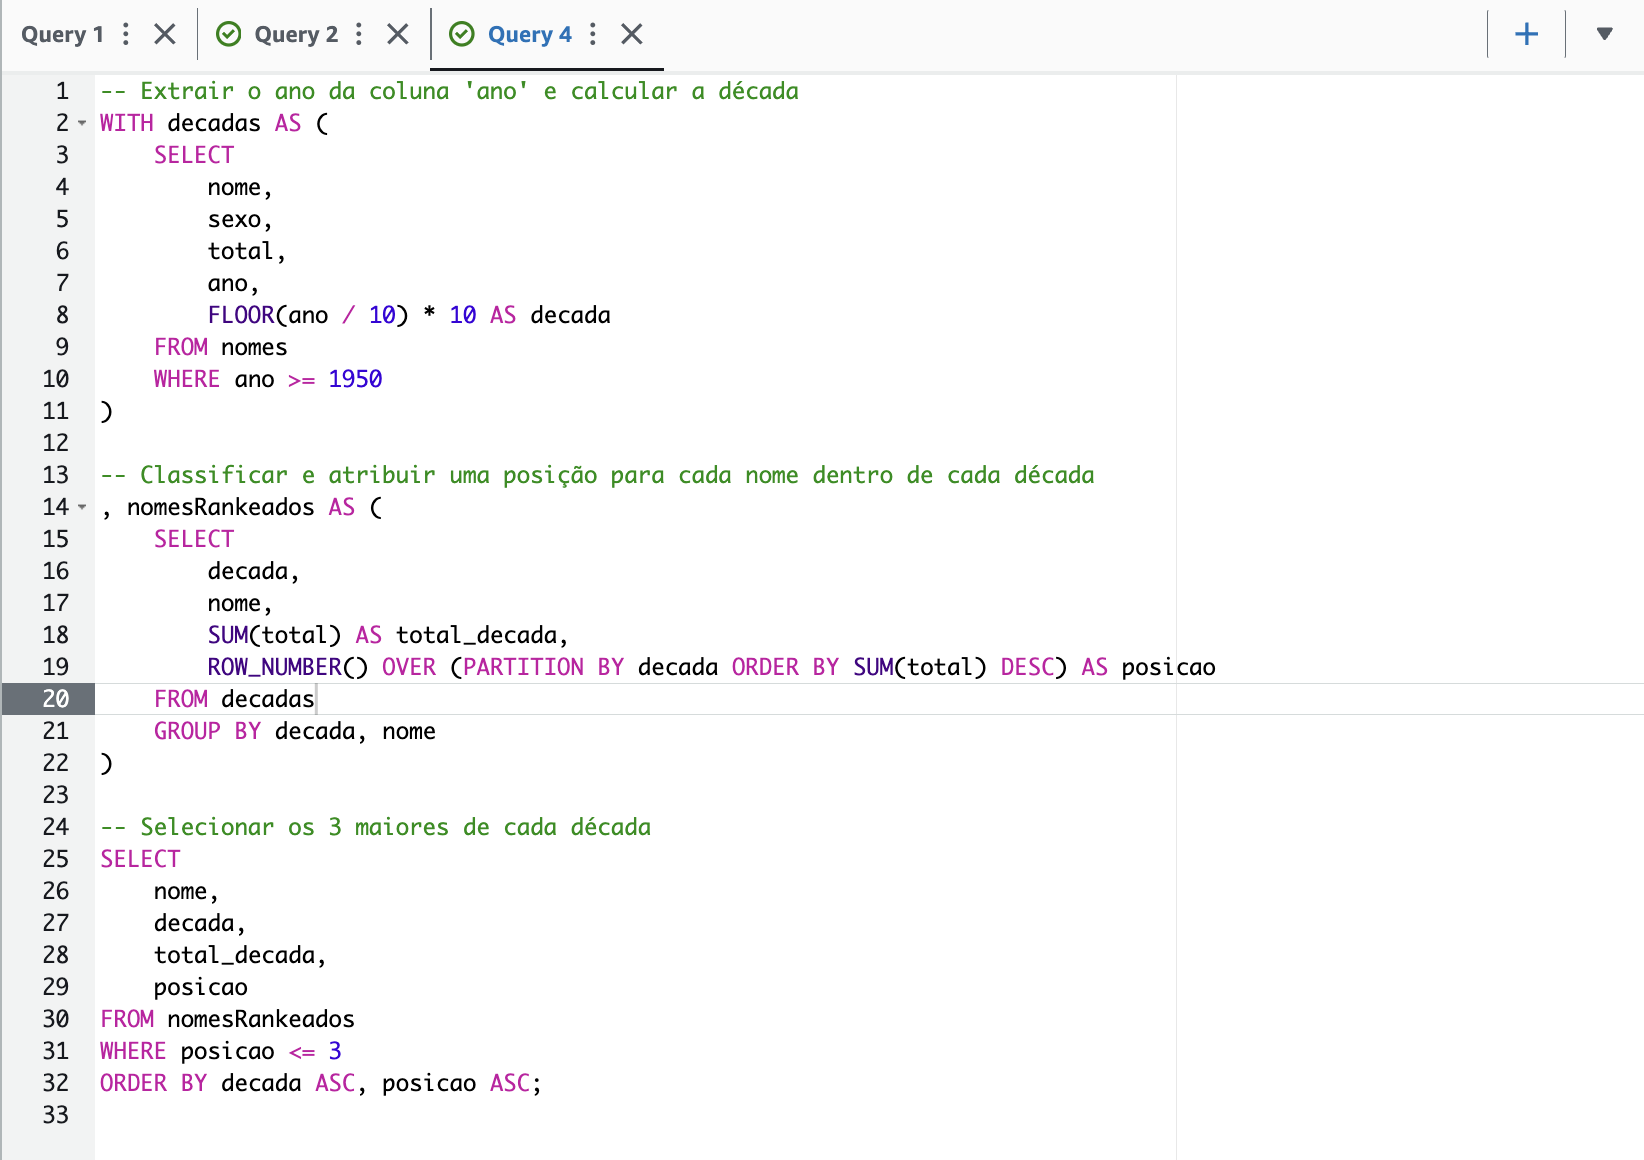 Query 1
Query 2
Query 4
1 -- Extrair o ano da coluna 'ano' e calcular a década
2 WITH decadas AS (
3     SELECT
4         nome,
5         sexo,
6         total,
7         ano,
8         FLOOR(ano / 10) * 10 AS decada
9     FROM nomes
10     WHERE ano >= 1950
11 )
12
13 -- Classificar e atribuir uma posição para cada nome dentro de cada década
14 , nomesRankeados AS (
15     SELECT
16         decada,
17         nome,
18         SUM(total) AS total_decada,
19         ROW_NUMBER() OVER (PARTITION BY decada ORDER BY SUM(total) DESC) AS posicao
20     FROM decadas
21     GROUP BY decada, nome
22 )
23
24 -- Selecionar os 3 maiores de cada década
25 SELECT
26     nome,
27     decada,
28     total_decada,
29     posicao
30 FROM nomesRankeados
31 WHERE posicao <= 3
32 ORDER BY decada ASC, posicao ASC;
33